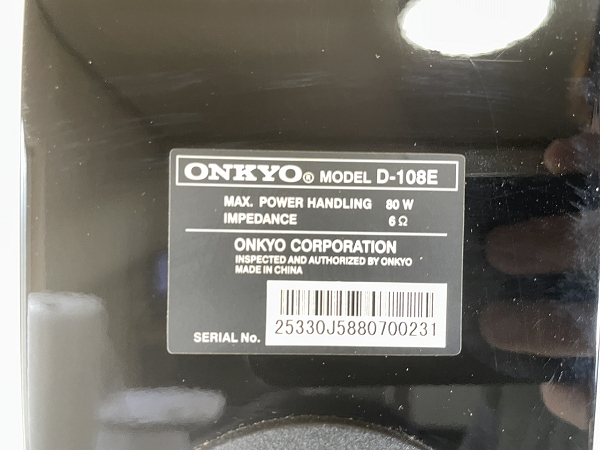 ONKYO® MODEL D-108E
MAX. POWER HANDLING 80 W
IMPEDANCE 6 Ω
ONKYO CORPORATION
INSPECTED AND AUTHORIZED BY ONKYO
MADE IN CHINA
25330J5880700231
SERIAL No.